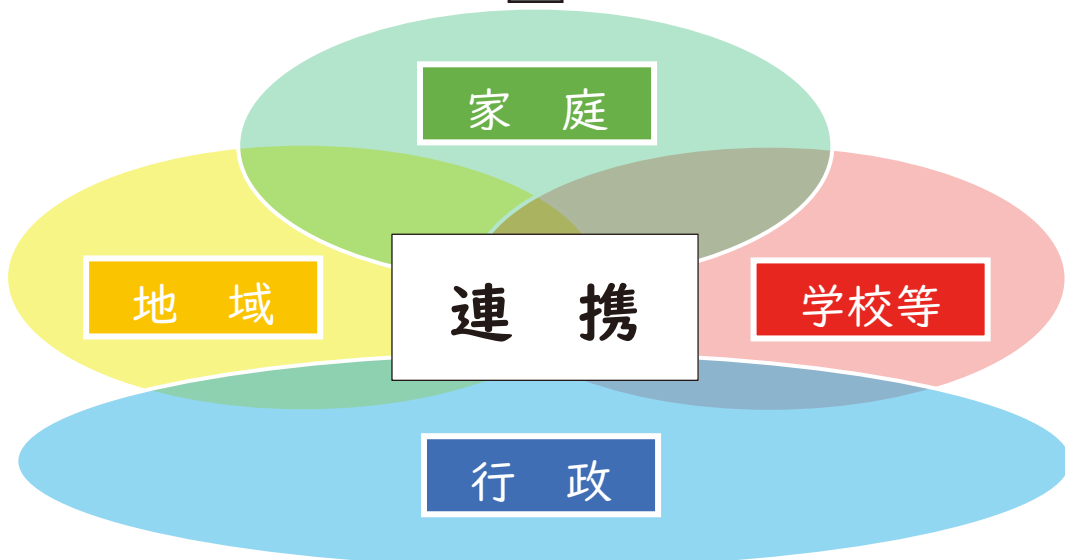 家　庭
地　域
連　携
学校等
行　政